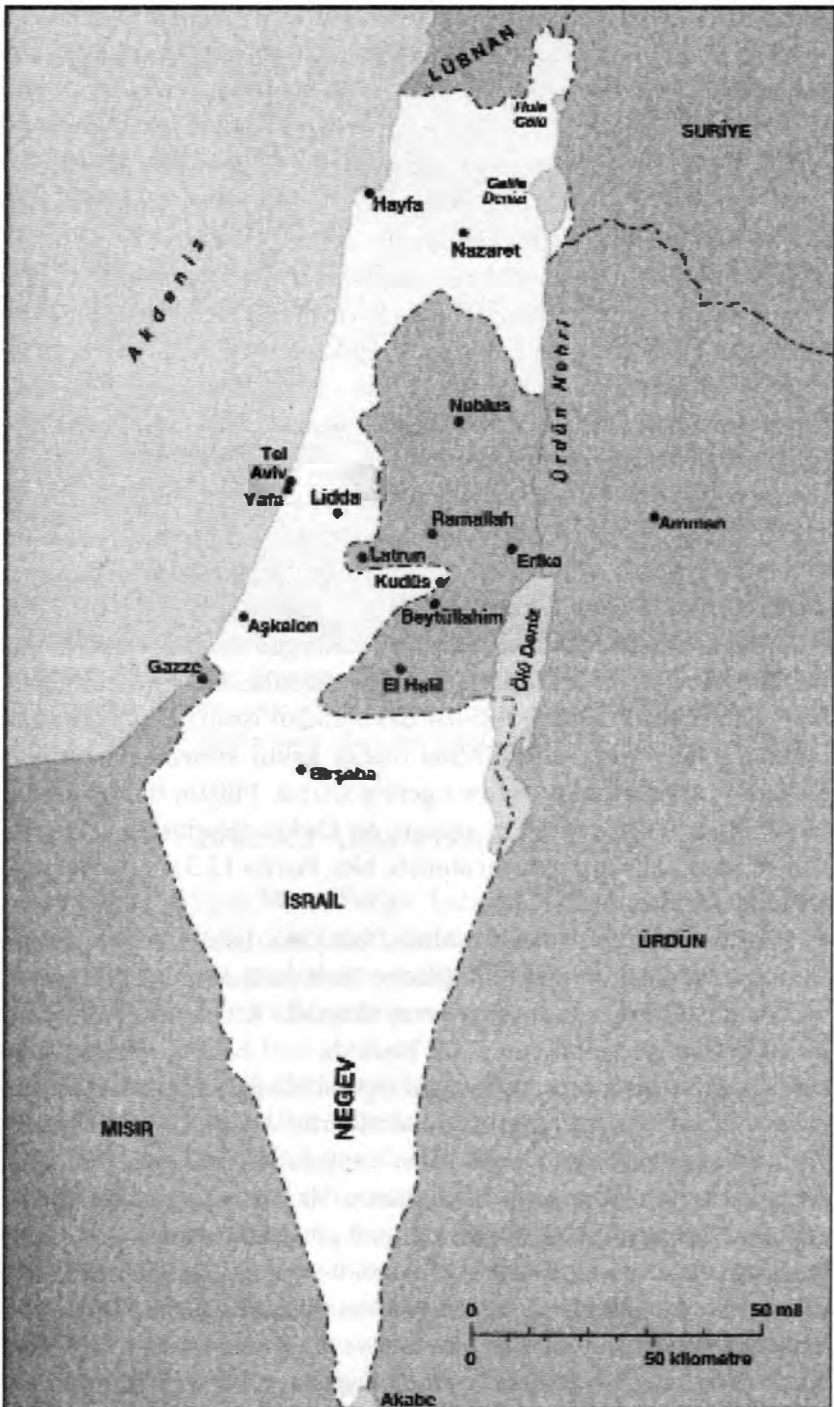 LÜBNAN
Hula
Gölü
SURİYE
Galile
Denizi
Hayfa
Nazaret
Akdeniz
Ürdün Nehri
Nablus
Tel
Aviv
Yafa
Lidda
Ramallah
Amman
Latrun
Erika
Kudüs
Beytüllahim
Aşkalon
Gazze
El Halil
Ölü Deniz
Birşeba
İSRAİL
ÜRDÜN
NEGEV
MISIR
0 50 mil
0 50 kilometre
Akabe